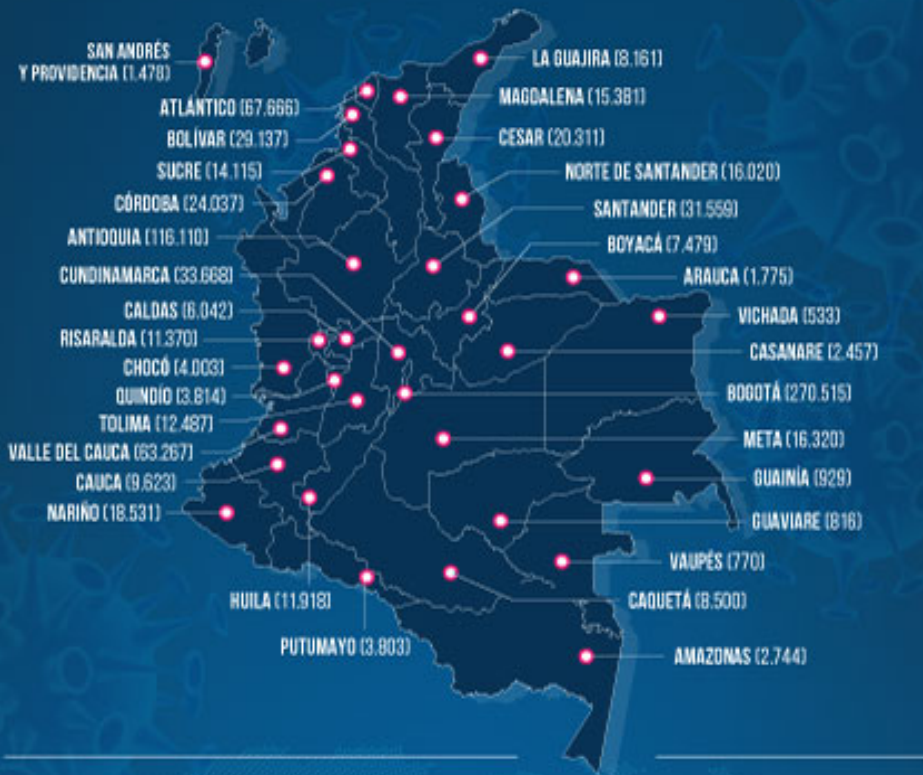 SAN ANDRÉS
Y PROVIDENCIA (1.478)
ATLÁNTICO (67.666)
BOLÍVAR (29.137)
SUCRE (14.115)
CÓRDOBA (24.037)
ANTIOQUIA (116.110)
CUNDINAMARCA (33.668)
CALDAS (6.042)
RISARALDA (11.370)
CHOCÓ (4.003)
QUINDÍO (3.814)
TOLIMA (12.487)
VALLE DEL CAUCA (63.267)
CAUCA (9.623)
NARIÑO (18.531)
HUILA (11.918)
PUTUMAYO (3.803)
LA GUAJIRA (8.161)
MAGDALENA (15.381)
CESAR (20.311)
NORTE DE SANTANDER (16.020)
SANTANDER (31.559)
BOYACÁ (7.479)
ARAUCA (1.775)
VICHADA (533)
CASANARE (2.457)
BOGOTÁ (270.515)
META (16.320)
GUAINÍA (929)
GUAVIARE (816)
VAUPÉS (770)
CAQUETÁ (8.500)
AMAZONAS (2.744)